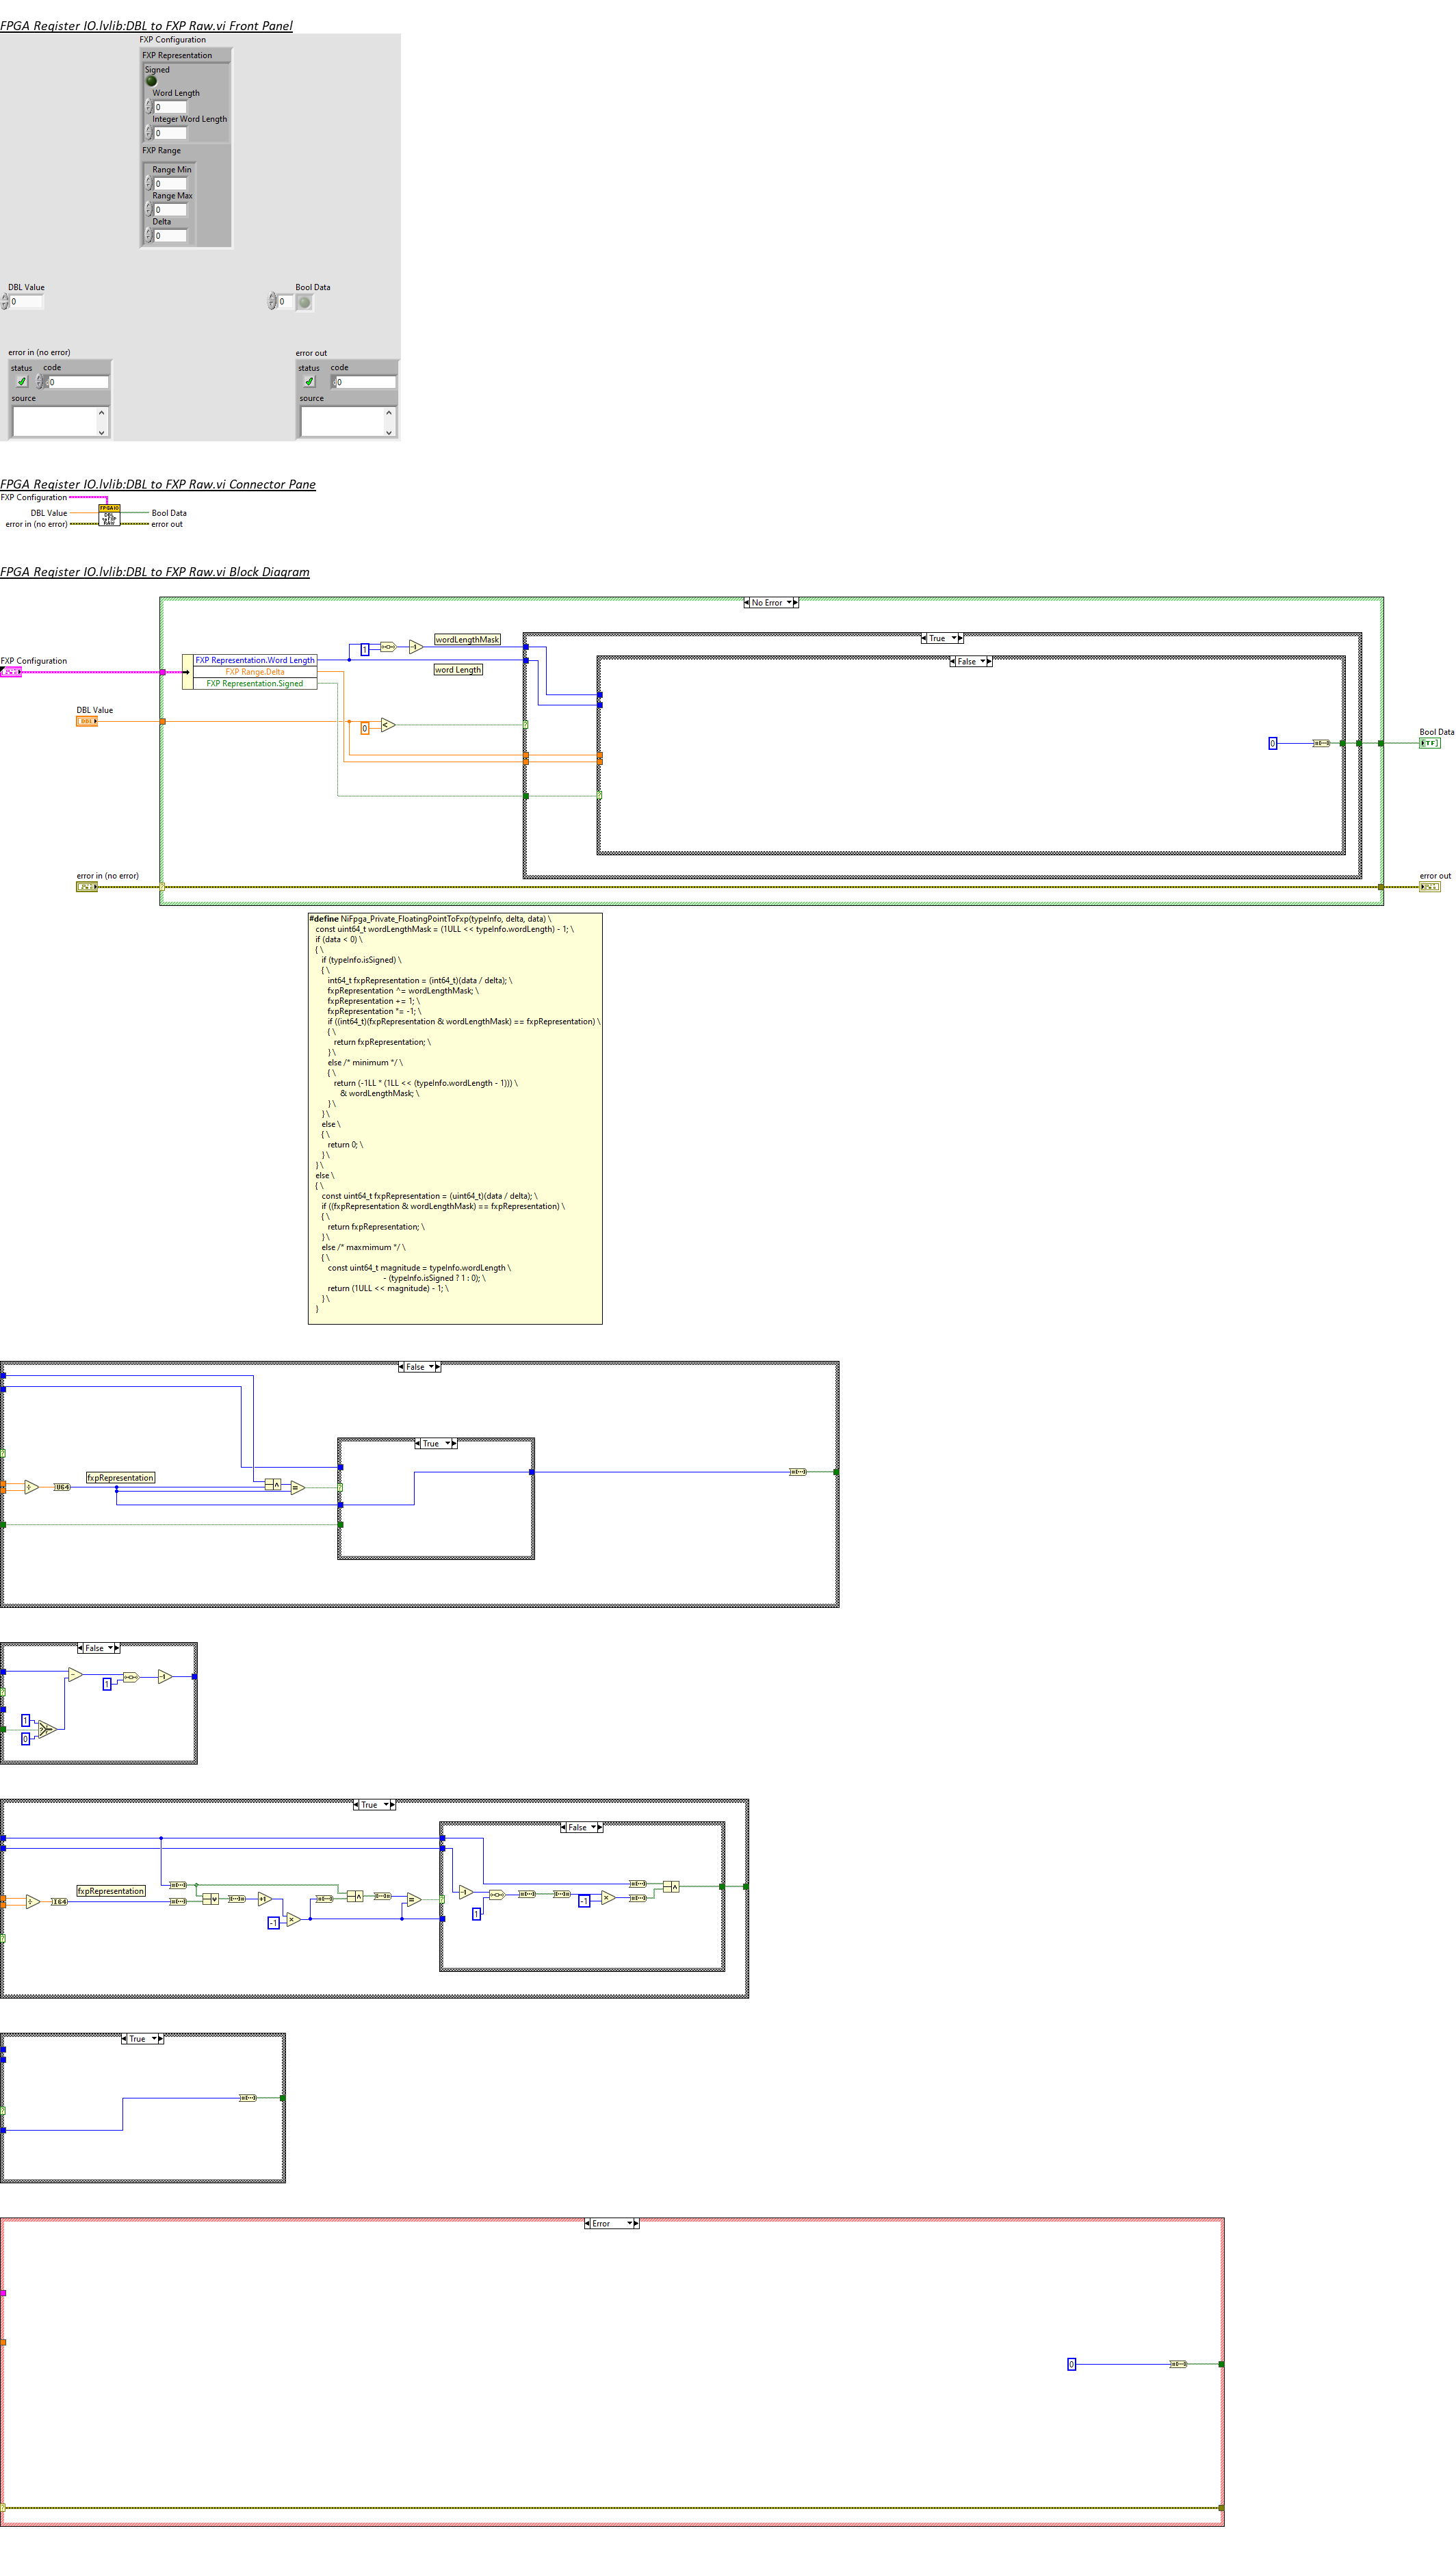 FPGA Register IO.lvlib:DBL to FXP Raw.vi Front Panel
FXP Configuration
FXP Representation
Signed
Word Length
0
Integer Word Length
0
FXP Range
Range Min
0
Range Max
0
Delta
0
DBL Value
0
Bool Data
0
error in (no error)
status code
0
source
error out
status code
0
source
FPGA Register IO.lvlib:DBL to FXP Raw.vi Connector Pane
FXP Configuration
DBL Value
error in (no error)
FPGA IO
DBL
to FXP
RAW
Bool Data
error out
FPGA Register IO.lvlib:DBL to FXP Raw.vi Block Diagram
No Error
True
False
FXP Configuration
FXP Representation.Word Length
FXP Range.Delta
FXP Representation.Signed
1
wordLengthMask
word Length
DBL Value
DBL
0
0
Bool Data
TF
error in (no error)
error out
#define NiFpga_Private_FloatingPointToFxp(typeInfo, delta, data) \
const uint64_t wordLengthMask = (1ULL << typeInfo.wordLength) - 1; \
if (data < 0) \
{ \
if (typeInfo.isSigned) \
{ \
int64_t fxpRepresentation = (int64_t)(data / delta); \
fxpRepresentation ^= wordLengthMask; \
fxpRepresentation += 1; \
fxpRepresentation *= -1; \
if ((int64_t)(fxpRepresentation & wordLengthMask) == fxpRepresentation) \
{ \
return fxpRepresentation; \
} \
else /* minimum */ \
{ \
return (-1LL * (1LL << (typeInfo.wordLength - 1))) \
& wordLengthMask; \
} \
} \
else \
{ \
return 0; \
} \
} \
else \
{ \
const uint64_t fxpRepresentation = (uint64_t)(data / delta); \
if ((fxpRepresentation & wordLengthMask) == fxpRepresentation) \
{ \
return fxpRepresentation; \
} \
else /* maxmimum */ \
{ \
const uint64_t magnitude = typeInfo.wordLength \
- (typeInfo.isSigned ? 1 : 0); \
return (1ULL << magnitude) - 1; \
} \
}
False
True
fxpRepresentation
U64
False
1
1
0
True
False
fxpRepresentation
I64
-1
1
-1
True
Error
0